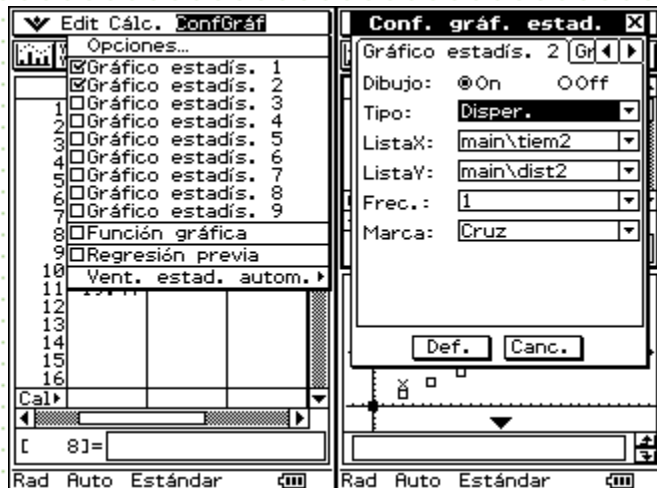 Edit Cálc. ConfGráf
Opciones...
Gráfico estadís. 1
Gráfico estadís. 2
Gráfico estadís. 3
Gráfico estadís. 4
Gráfico estadís. 5
Gráfico estadís. 6
Gráfico estadís. 7
Gráfico estadís. 8
Gráfico estadís. 9
Función gráfica
Regresión previa
Vent. estad. autom.
1
2
3
4
5
6
7
8
9
10
11
12
13
14
15
16
Cal
[ 8]=
Rad Auto Estándar
Conf. gráf. estad.
Gráfico estadís. 2 Gr
Dibujo: On Off
Tipo: Disper.
ListaX: main\tiem2
ListaY: main\dist2
Frec.: 1
Marca: Cruz
Def. Canc.
Rad Auto Estándar